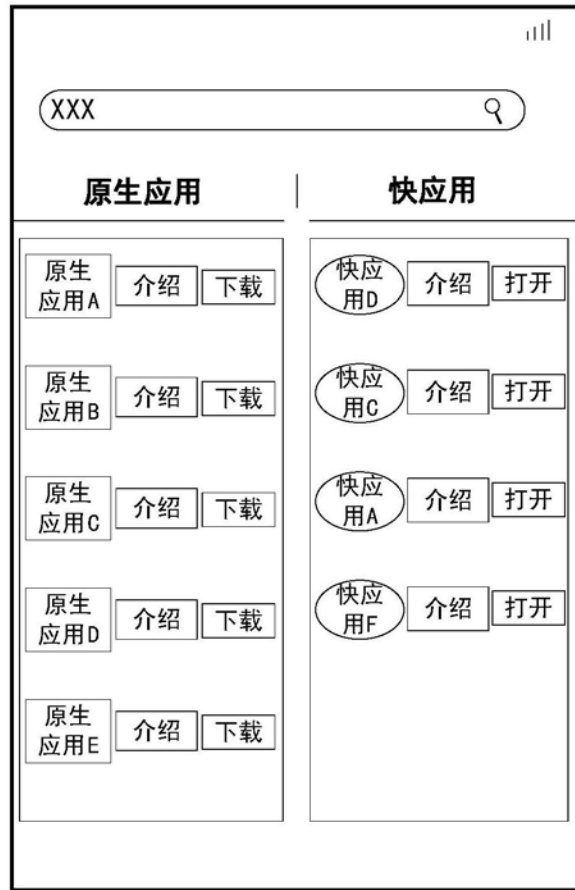 XXX
原生应用
快应用
原生
应用A
介绍
下载
快应
用D
介绍
打开
原生
应用B
介绍
下载
快应
用C
介绍
打开
原生
应用C
介绍
下载
快应
用A
介绍
打开
原生
应用D
介绍
下载
快应
用F
介绍
打开
原生
应用E
介绍
下载